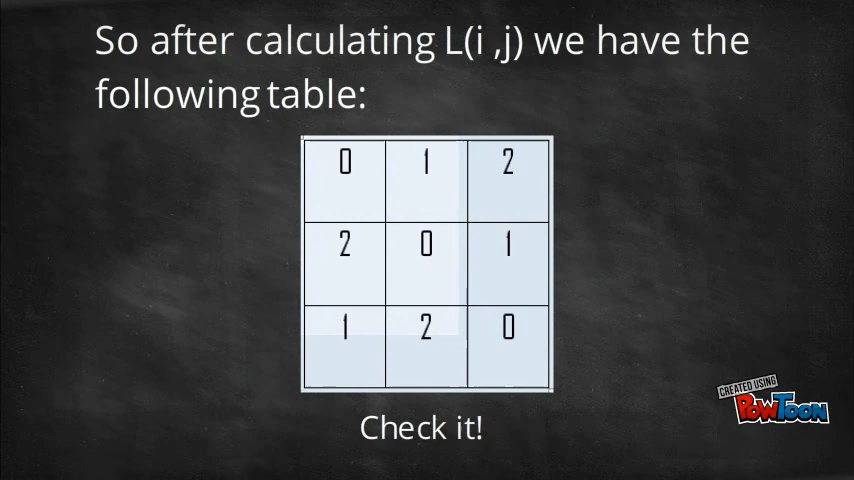 So after calculating L(i ,j) we have the
following table:
0 1 2
2 0 1
1 2 0
Check it!
CREATED USING
POWTOON